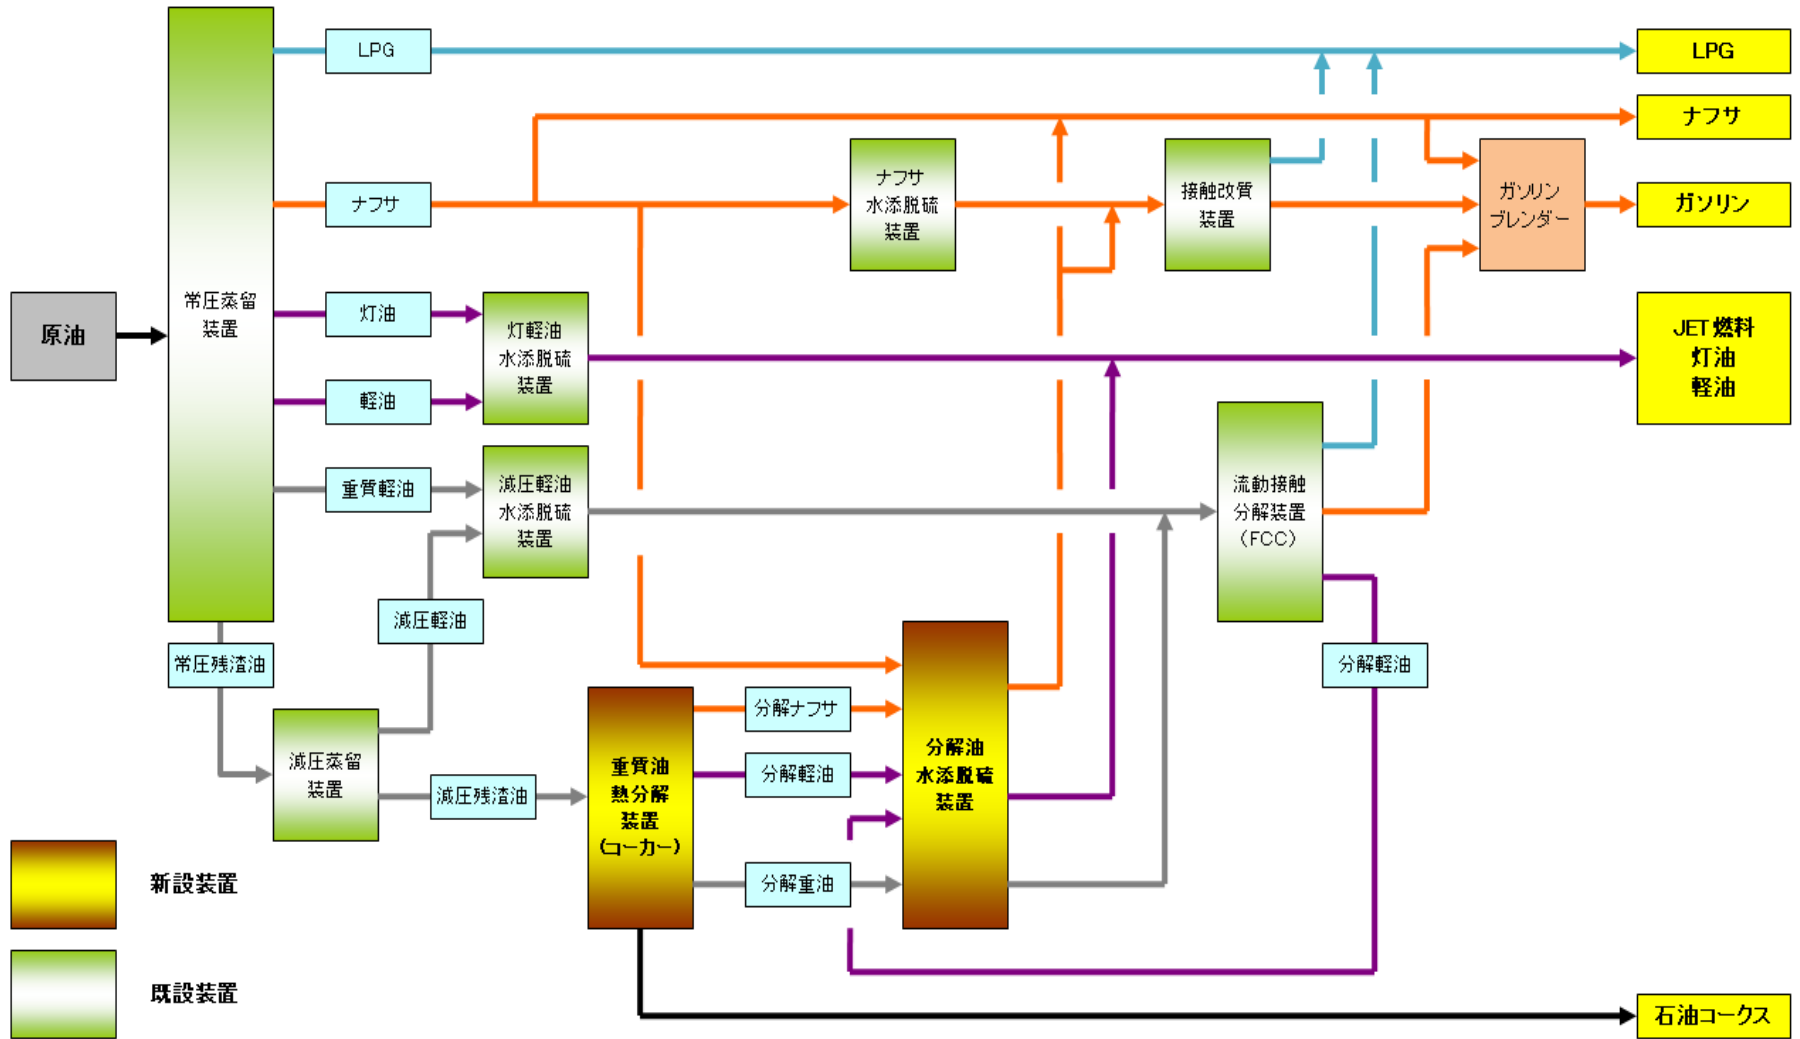 LPG
LPG
ナフサ
ナフサ
水添脱硫
装置
接触改質
装置
ガソリン
ブレンダー
ナフサ
ガソリン
原油
常圧蒸留
装置
灯油
灯軽油
水添脱硫
装置
軽油
JET燃料
灯油
軽油
重質軽油
減圧軽油
水添脱硫
装置
流動接触
分解装置
(FCC)
減圧軽油
常圧残渣油
分解軽油
減圧蒸留
装置
減圧残渣油
重質油
熱分解
装置
(コーカー)
分解ナフサ
分解軽油
分解重油
分解油
水添脱硫
装置
新設装置
既設装置
石油コークス